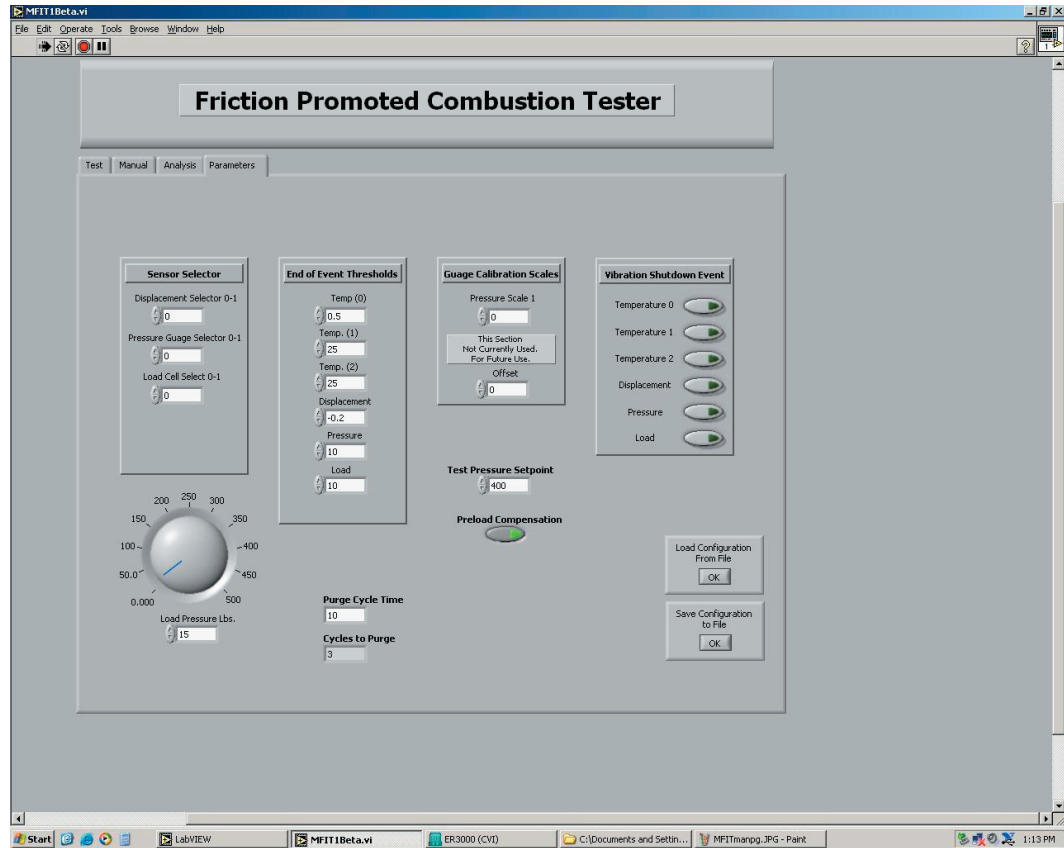 MFIT1Beta.vi
File Edit Operate Tools Browse Window Help
1
Friction Promoted Combustion Tester
Test Manual Analysis Parameters
Sensor Selector
Displacement Selector 0-1
0
Pressure Guage Selector 0-1
0
Load Cell Select 0-1
0
End of Event Thresholds
Temp (0)
0.5
Temp. (1)
25
Temp. (2)
25
Displacement
-0.2
Pressure
10
Load
10
Guage Calibration Scales
Pressure Scale 1
0
This Section
Not Currently Used.
For Future Use.
Offset
0
Vibration Shutdown Event
Temperature 0
Temperature 1
Temperature 2
Displacement
Pressure
Load
Test Pressure Setpoint
400
Preload Compensation
0.000
50.0
100
150
200
250
300
350
400
450
500
Load Pressure Lbs.
15
Purge Cycle Time
10
Cycles to Purge
3
Load Configuration
From File
OK
Save Configuration
to File
OK
Start LabVIEW MFIT1Beta.vi ER3000 (CVI) C:\Documents and Settin... MFITmanpg.JPG - Paint 1:13 PM